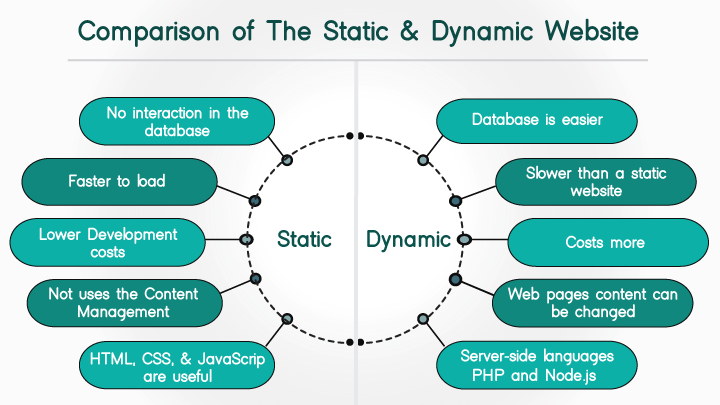 Comparison of The Static & Dynamic Website
No interaction in the
database
Faster to load
Lower Development
costs
Not uses the Content
Management
HTML, CSS, & JavaScrip
are useful
Static
Dynamic
Database is easier
Slower than a static
website
Costs more
Web pages content can
be changed
Server-side languages
PHP and Node.js